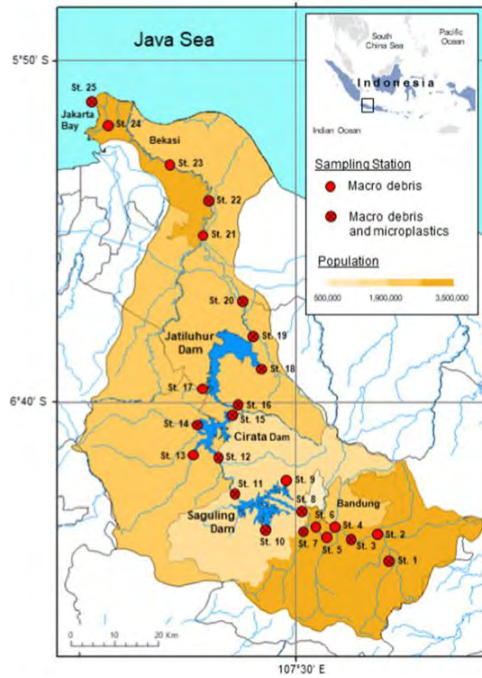 Java Sea
5°50' S
St. 25
Jakarta
Bay
St. 24
Bekasi
St. 23
St. 22
St. 21
St. 20
Jatiluhur
Dam
St. 19
St. 18
St. 17
6°40' S
St. 16
St. 15
St. 14
Cirata Dam
St. 13
St. 12
St. 11
St. 9
Saguling
Dam
St. 8
Bandung
St. 6
St. 4
St. 2
St. 10
St. 7
St. 5
St. 3
St. 1
0
10
20 Km
107°30' E
South
China Sea
Pacific
Ocean
Indonesia
Indian Ocean
Sampling Station
Macro debris
Macro debris
and microplastics
Population
500,000
1,900,000
3,500,000